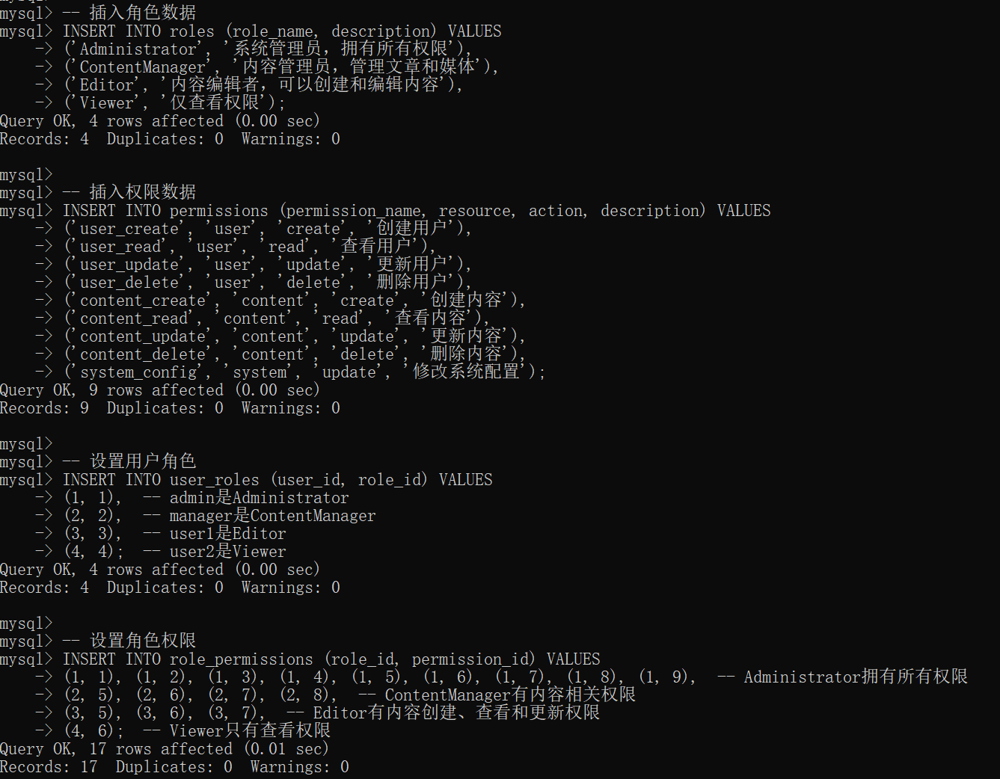 mysql> -- 插入角色数据
mysql> INSERT INTO roles (role_name, description) VALUES
    -> ('Administrator', '系统管理员，拥有所有权限'),
    -> ('ContentManager', '内容管理员，管理文章和媒体'),
    -> ('Editor', '内容编辑者，可以创建和编辑内容'),
    -> ('Viewer', '仅查看权限');
Query OK, 4 rows affected (0.00 sec)
Records: 4  Duplicates: 0  Warnings: 0
mysql>
mysql> -- 插入权限数据
mysql> INSERT INTO permissions (permission_name, resource, action, description) VALUES
    -> ('user_create', 'user', 'create', '创建用户'),
    -> ('user_read', 'user', 'read', '查看用户'),
    -> ('user_update', 'user', 'update', '更新用户'),
    -> ('user_delete', 'user', 'delete', '删除用户'),
    -> ('content_create', 'content', 'create', '创建内容'),
    -> ('content_read', 'content', 'read', '查看内容'),
    -> ('content_update', 'content', 'update', '更新内容'),
    -> ('content_delete', 'content', 'delete', '删除内容'),
    -> ('system_config', 'system', 'update', '修改系统配置');
Query OK, 9 rows affected (0.00 sec)
Records: 9  Duplicates: 0  Warnings: 0
mysql>
mysql> -- 设置用户角色
mysql> INSERT INTO user_roles (user_id, role_id) VALUES
    -> (1, 1),  -- admin是Administrator
    -> (2, 2),  -- manager是ContentManager
    -> (3, 3),  -- user1是Editor
    -> (4, 4);  -- user2是Viewer
Query OK, 4 rows affected (0.00 sec)
Records: 4  Duplicates: 0  Warnings: 0
mysql>
mysql> -- 设置角色权限
mysql> INSERT INTO role_permissions (role_id, permission_id) VALUES
    -> (1, 1), (1, 2), (1, 3), (1, 4), (1, 5), (1, 6), (1, 7), (1, 8), (1, 9),  -- Administrator拥有所有权限
    -> (2, 5), (2, 6), (2, 7), (2, 8),  -- ContentManager有内容相关权限
    -> (3, 5), (3, 6), (3, 7),  -- Editor有内容创建、查看和更新权限
    -> (4, 6);  -- Viewer只有查看权限
Query OK, 17 rows affected (0.01 sec)
Records: 17  Duplicates: 0  Warnings: 0